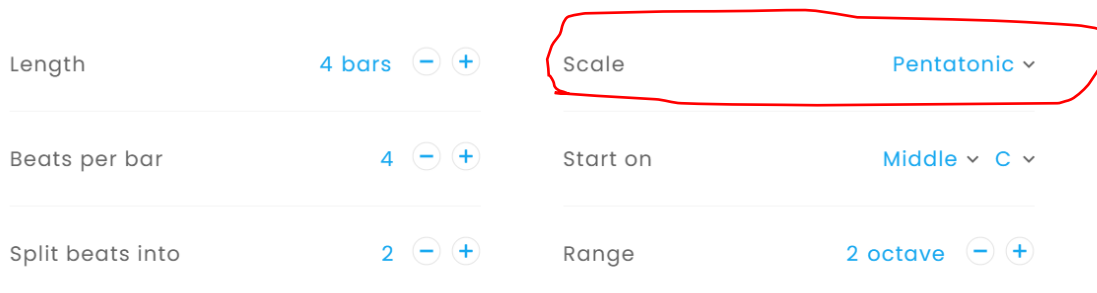 Length 4 bars
Scale Pentatonic
Beats per bar 4
Start on Middle C
Split beats into 2
Range 2 octave